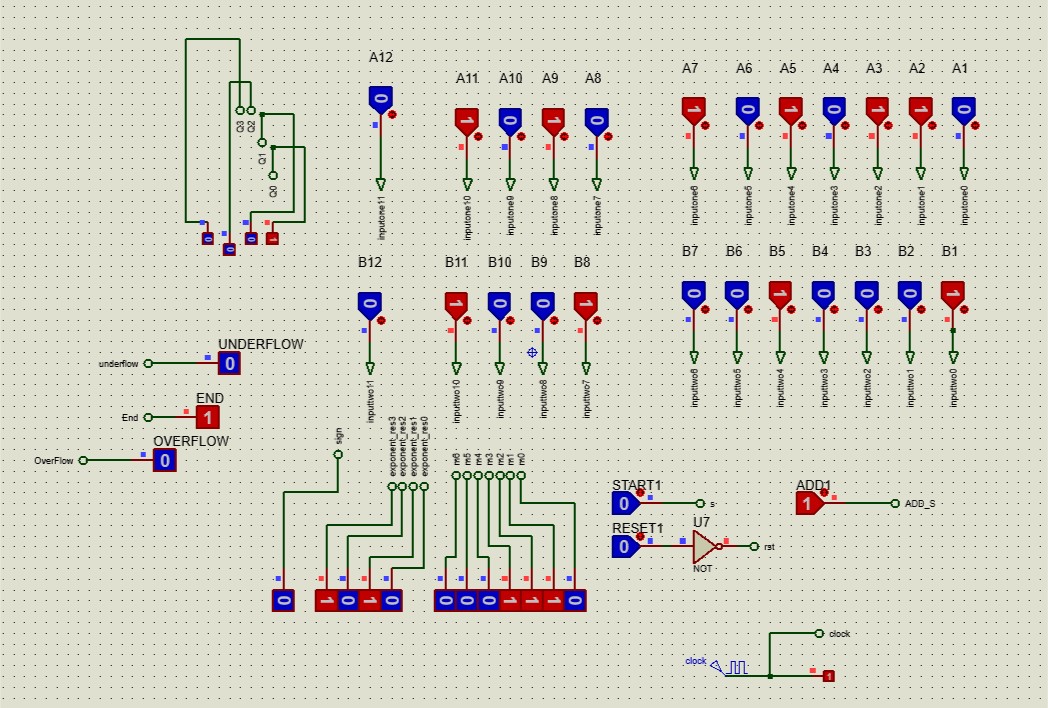 A12
A11 A10 A9 A8
A7 A6 A5 A4 A3 A2 A1
0
1 0 1 0
1 0 1 0 1 1 0
Q3 Q2
Q1
Q0
inputone11
inputone10 inputone9 inputone8 inputone7
inputone6 inputone5 inputone4 inputone3 inputone2 inputone1 inputone0
0 0 0 1
B12 B11 B10 B9 B8
B7 B6 B5 B4 B3 B2 B1
0 1 0 0 1
0 0 1 0 0 0 1
inputtwo11 inputtwo10 inputtwo9 inputtwo8 inputtwo7
inputtwo6 inputtwo5 inputtwo4 inputtwo3 inputtwo2 inputtwo1 inputtwo0
UNDERFLOW
underflow 0
END
End 1
OVERFLOW
OverFlow 0
sign
exponent_res3 exponent_res2 exponent_res1 exponent_res0
m6 m5 m4 m3 m2 m1 m0
START1
0 s
ADD1
1 ADD_S
RESET1
U7
0 rst
NOT
0
1 0 1 0
0 0 0 1 1 1 0
clock
clock
1